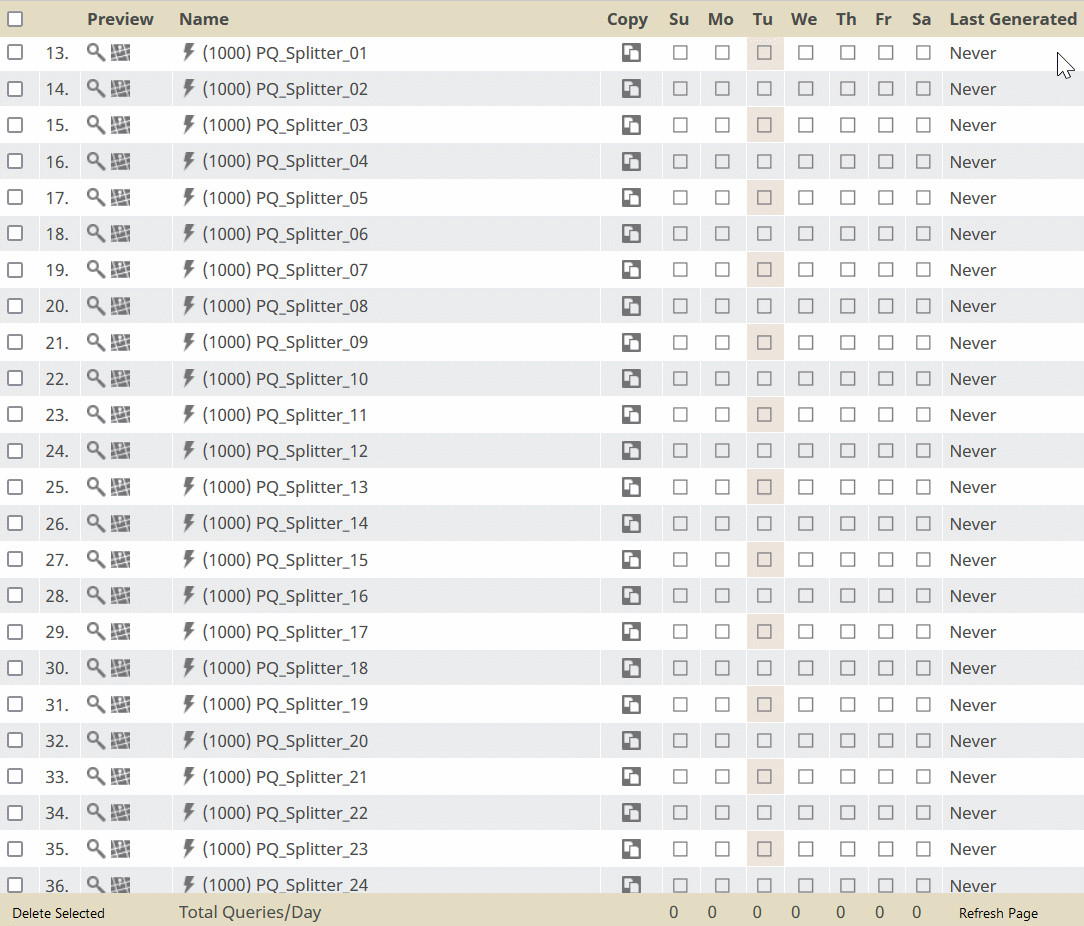 Preview Name Copy Su Mo Tu We Th Fr Sa Last Generated
13. (1000) PQ_Splitter_01 Never
14. (1000) PQ_Splitter_02 Never
15. (1000) PQ_Splitter_03 Never
16. (1000) PQ_Splitter_04 Never
17. (1000) PQ_Splitter_05 Never
18. (1000) PQ_Splitter_06 Never
19. (1000) PQ_Splitter_07 Never
20. (1000) PQ_Splitter_08 Never
21. (1000) PQ_Splitter_09 Never
22. (1000) PQ_Splitter_10 Never
23. (1000) PQ_Splitter_11 Never
24. (1000) PQ_Splitter_12 Never
25. (1000) PQ_Splitter_13 Never
26. (1000) PQ_Splitter_14 Never
27. (1000) PQ_Splitter_15 Never
28. (1000) PQ_Splitter_16 Never
29. (1000) PQ_Splitter_17 Never
30. (1000) PQ_Splitter_18 Never
31. (1000) PQ_Splitter_19 Never
32. (1000) PQ_Splitter_20 Never
33. (1000) PQ_Splitter_21 Never
34. (1000) PQ_Splitter_22 Never
35. (1000) PQ_Splitter_23 Never
36. (1000) PQ_Splitter_24 Never
Delete Selected Total Queries/Day 0 0 0 0 0 0 0 Refresh Page